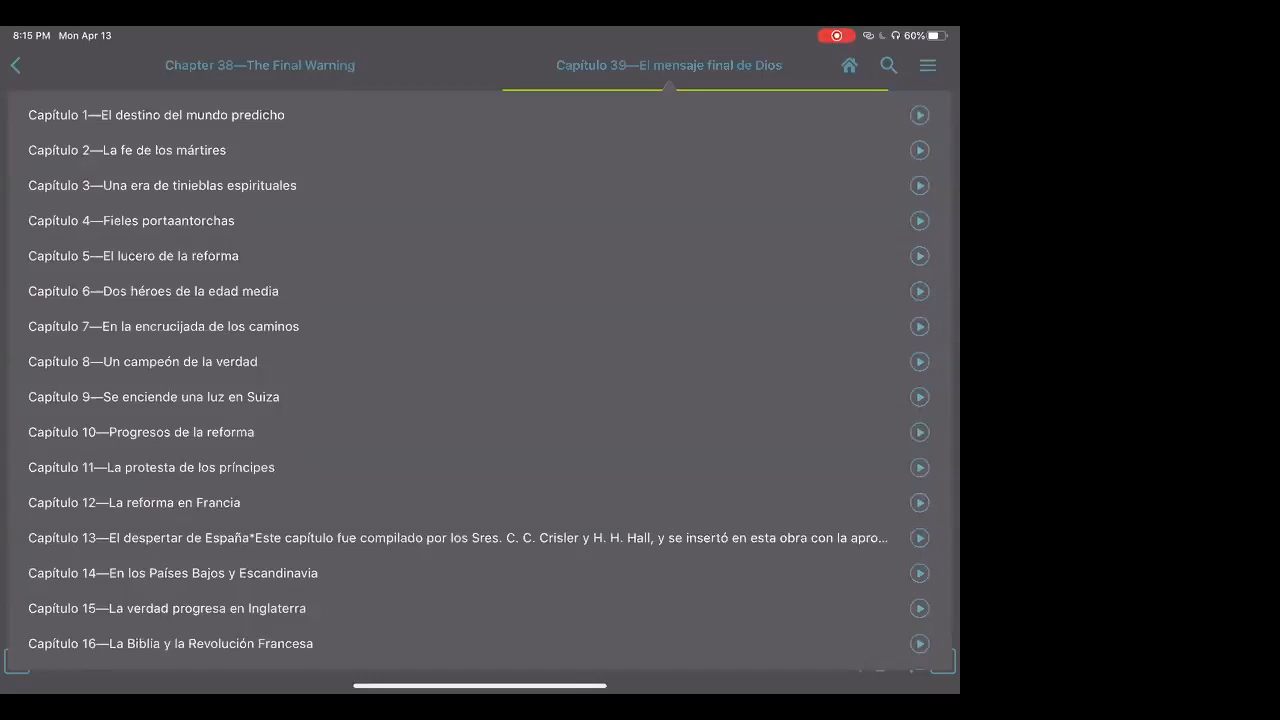 8:15 PM Mon Apr 13 60%
Chapter 38—The Final Warning Capítulo 39—El mensaje final de Dios
Capítulo 1—El destino del mundo predicho
Capítulo 2—La fe de los mártires
Capítulo 3—Una era de tinieblas espirituales
Capítulo 4—Fieles portaantorchas
Capítulo 5—El lucero de la reforma
Capítulo 6—Dos héroes de la edad media
Capítulo 7—En la encrucijada de los caminos
Capítulo 8—Un campeón de la verdad
Capítulo 9—Se enciende una luz en Suiza
Capítulo 10—Progresos de la reforma
Capítulo 11—La protesta de los príncipes
Capítulo 12—La reforma en Francia
Capítulo 13—El despertar de España*Este capítulo fue compilado por los Sres. C. C. Crisler y H. H. Hall, y se insertó en esta obra con la apro...
Capítulo 14—En los Países Bajos y Escandinavia
Capítulo 15—La verdad progresa en Inglaterra
Capítulo 16—La Biblia y la Revolución Francesa